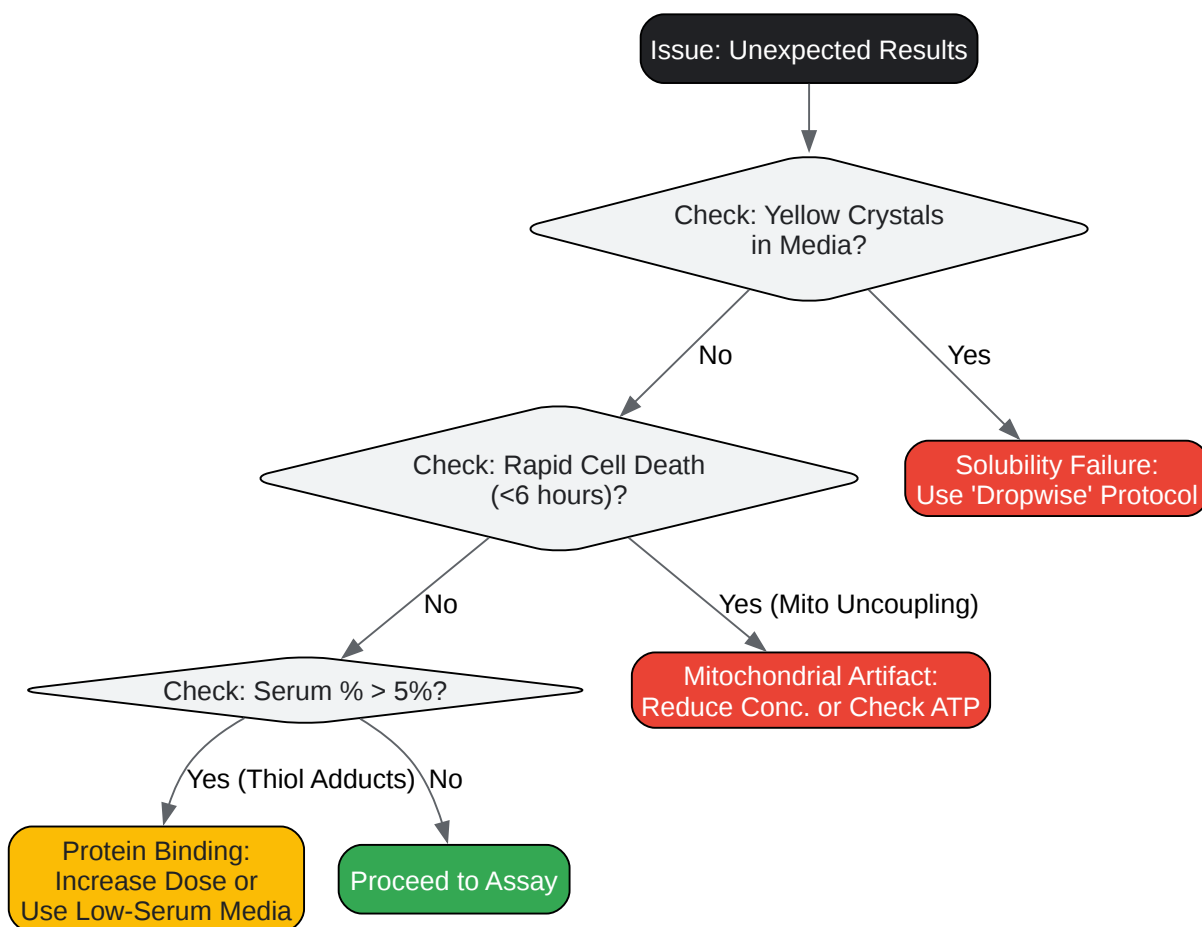 Issue: Unexpected Results
Check: Yellow Crystals
in Media?
No
Yes
Check: Rapid Cell Death
(<6 hours)?
Solubility Failure:
Use 'Dropwise' Protocol
No
Yes (Mito Uncoupling)
Check: Serum % > 5%?
Mitochondrial Artifact:
Reduce Conc. or Check ATP
Yes (Thiol Adducts)
No
Protein Binding:
Increase Dose or
Use Low-Serum Media
Proceed to Assay